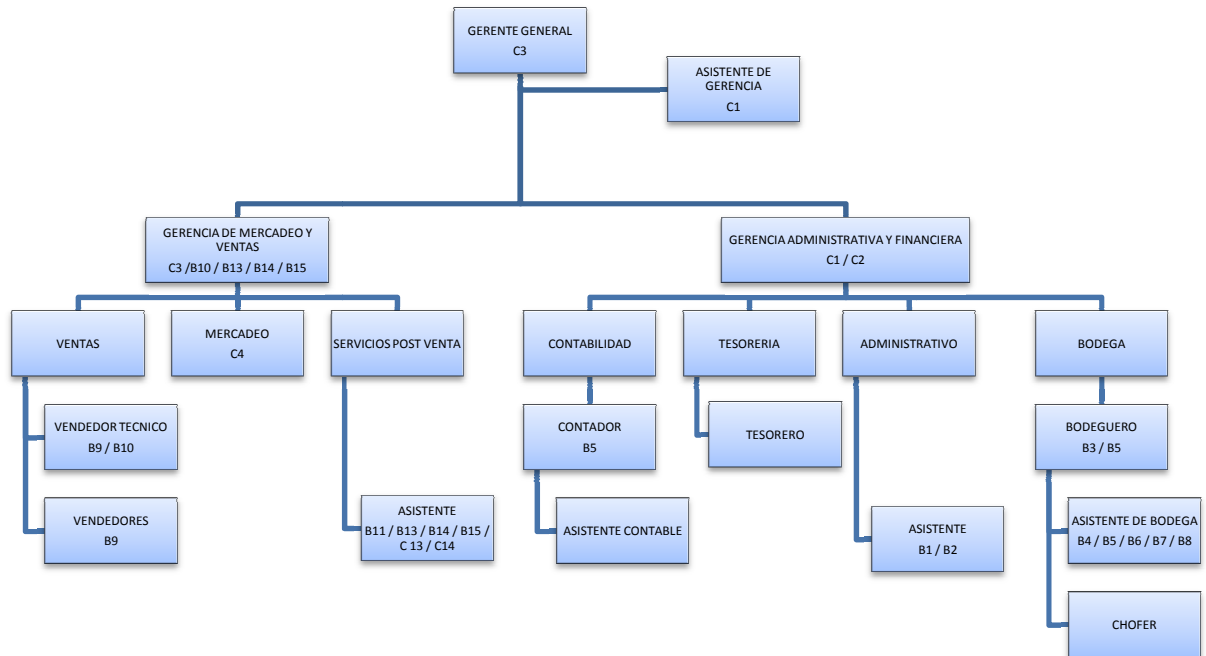 GERENTE GENERAL
C3
ASISTENTE DE
GERENCIA
C1
GERENCIA DE MERCADEO Y
VENTAS
C3 /B10 / B13 / B14 / B15
GERENCIA ADMINISTRATIVA Y FINANCIERA
C1 / C2
VENTAS
MERCADEO
C4
SERVICIOS POST VENTA
CONTABILIDAD
TESORERIA
ADMINISTRATIVO
BODEGA
VENDEDOR TECNICO
B9 / B10
CONTADOR
B5
TESORERO
BODEGUERO
B3 / B5
VENDEDORES
B9
ASISTENTE
B11 / B13 / B14 / B15 /
C 13 / C14
ASISTENTE CONTABLE
ASISTENTE
B1 / B2
ASISTENTE DE BODEGA
B4 / B5 / B6 / B7 / B8
CHOFER